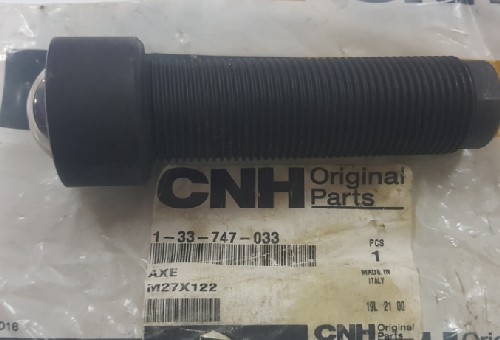 CNH Original Parts
1-33-747-033
PCS
1
AXE
MADE IN
ITALY
M27X122
19L 21 00
CNH Original Parts